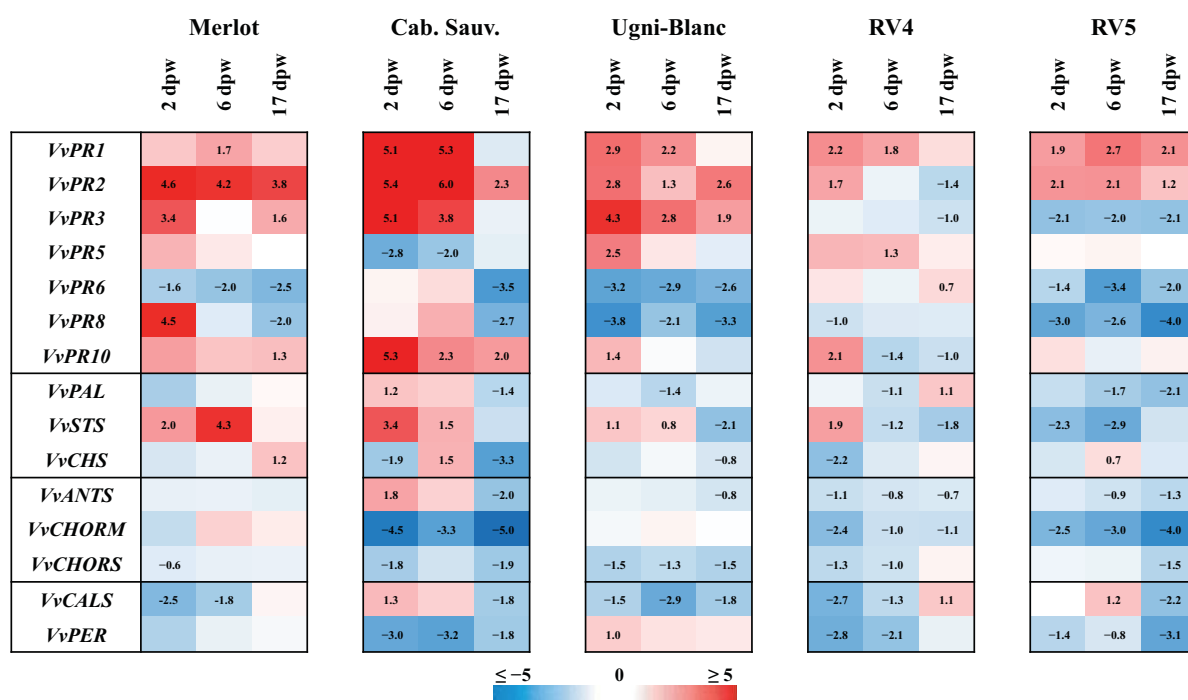 Merlot Cab. Sauv. Ugni-Blanc RV4 RV5
2 dpw 6 dpw 17 dpw 2 dpw 6 dpw 17 dpw 2 dpw 6 dpw 17 dpw 2 dpw 6 dpw 17 dpw 2 dpw 6 dpw 17 dpw
VvPR1 1.7 5.1 5.3 2.9 2.2 2.2 1.8 1.9 2.7 2.1
VvPR2 4.6 4.2 3.8 5.4 6.0 2.3 2.8 1.3 2.6 1.7 −1.4 2.1 2.1 1.2
VvPR3 3.4 1.6 5.1 3.8 4.3 2.8 1.9 −1.0 −2.1 −2.0 −2.1
VvPR5 −2.8 −2.0 2.5 1.3
VvPR6 −1.6 −2.0 −2.5 −3.5 −3.2 −2.9 −2.6 0.7 −1.4 −3.4 −2.0
VvPR8 4.5 −2.0 −2.7 −3.8 −2.1 −3.3 −1.0 −3.0 −2.6 −4.0
VvPR10 1.3 5.3 2.3 2.0 1.4 2.1 −1.4 −1.0
VvPAL 1.2 −1.4 −1.4 −1.1 1.1 −1.7 −2.1
VvSTS 2.0 4.3 3.4 1.5 1.1 0.8 −2.1 1.9 −1.2 −1.8 −2.3 −2.9
VvCHS 1.2 −1.9 1.5 −3.3 −0.8 −2.2 0.7
VvANTS 1.8 −2.0 −0.8 −1.1 −0.8 −0.7 −0.9 −1.3
VvCHORM −4.5 -3.3 −5.0 −2.4 −1.0 −1.1 −2.5 −3.0 −4.0
VvCHORS −0.6 −1.8 −1.9 −1.5 −1.3 −1.5 −1.3 −1.0 −1.5
VvCALS −2.5 -1.8 1.3 −1.8 −1.5 −2.9 −1.8 −2.7 −1.3 1.1 1.2 −2.2
VvPER −3.0 −3.2 −1.8 1.0 −2.8 −2.1 −1.4 −0.8 −3.1
≤ −5 0 ≥ 5